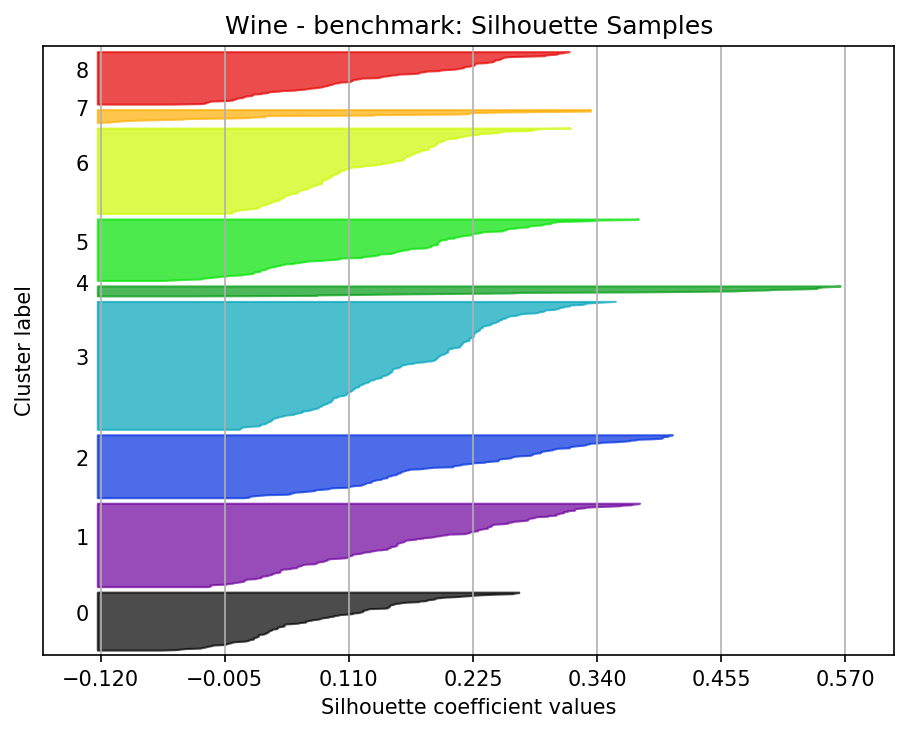 Wine - benchmark: Silhouette Samples
8
7
6
5
4
3
2
1
0
Cluster label
−0.120 −0.005 0.110 0.225 0.340 0.455 0.570
Silhouette coefficient values